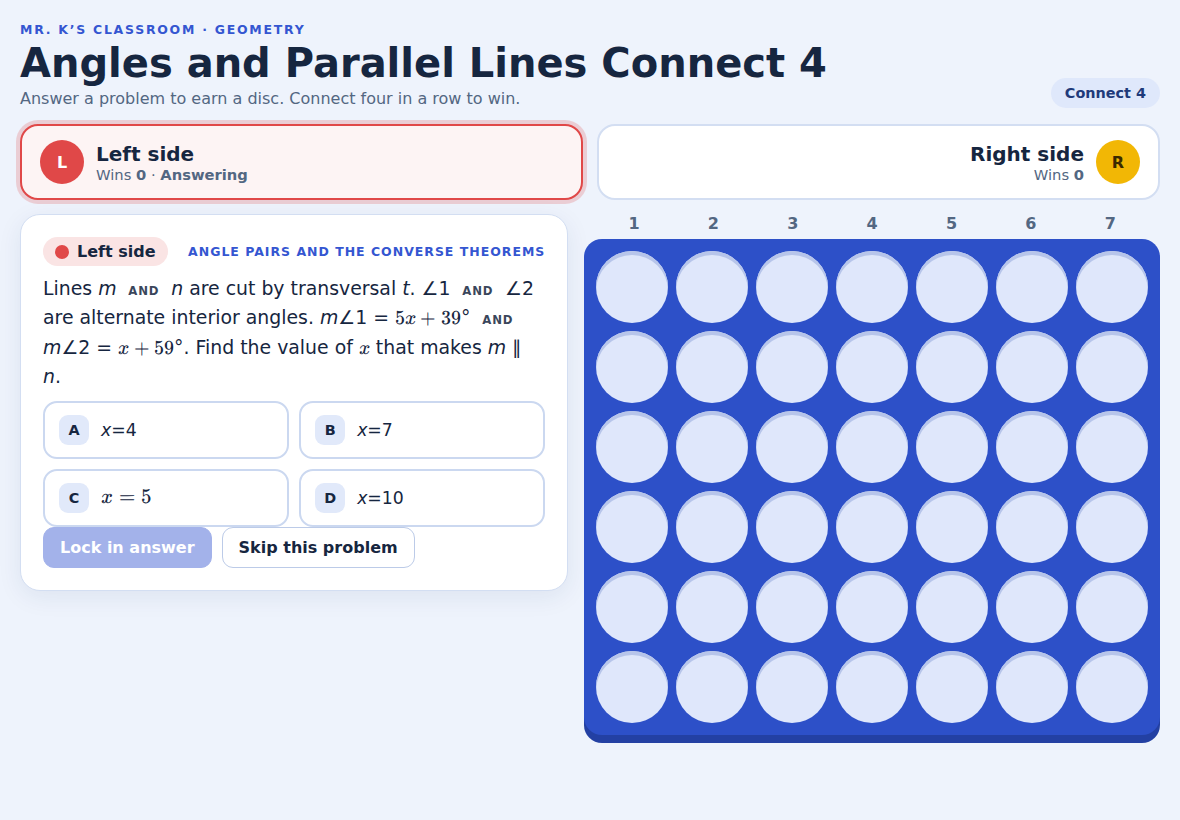 MR. K’S CLASSROOM · GEOMETRY
Angles and Parallel Lines Connect 4
Answer a problem to earn a disc. Connect four in a row to win.
Connect 4
L
Left side
Wins 0 · Answering
Right side
Wins 0
R
Left side
ANGLE PAIRS AND THE CONVERSE THEOREMS
Lines m AND n are cut by transversal t. ∠1 AND ∠2
are alternate interior angles. m∠1 = 5x + 39° AND
m∠2 = x + 59°. Find the value of x that makes m ∥
n.
A x=4
B x=7
C x = 5
D x=10
Lock in answer
Skip this problem
1 2 3 4 5 6 7